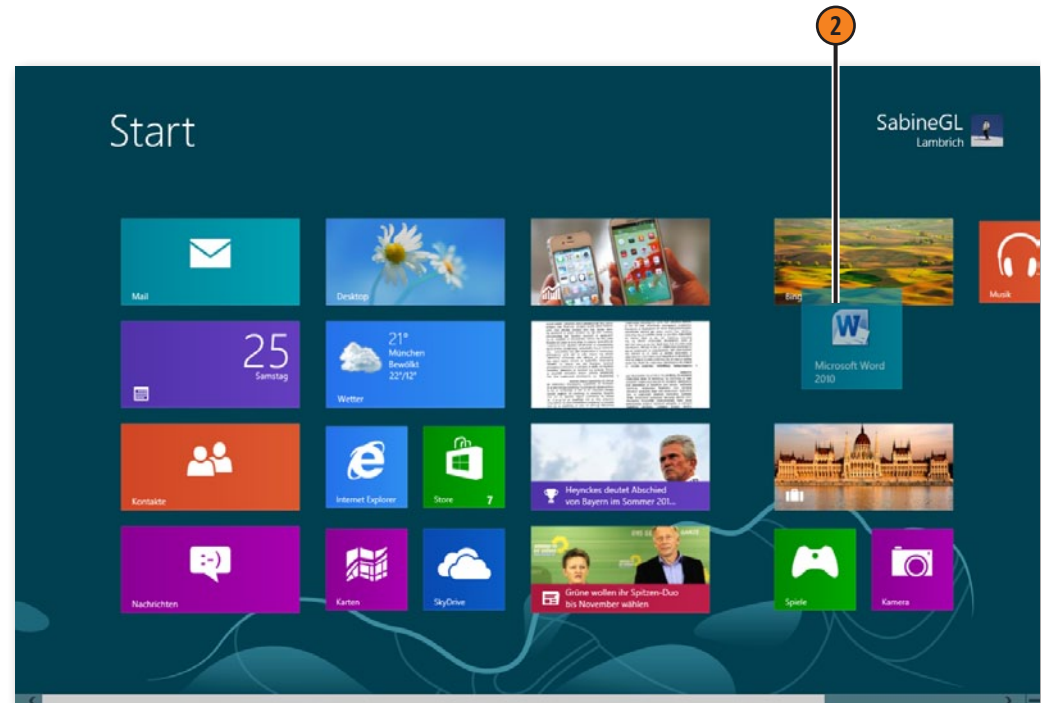 2
Start
SabineGL
Lambrich
Mail
Desktop
Bing
Musik
25
Samstag
21°
München
Bewölkt
22°/12°
Wetter
W
Microsoft Word
2010
Kontakte
Internet Explorer
Store
7
Heynckes deutet Abschied
von Bayern im Sommer 201...
Nachrichten
:-)
Karten
SkyDrive
Grüne wollen ihr Spitzen-Duo
bis November wählen
Spiele
Kamera